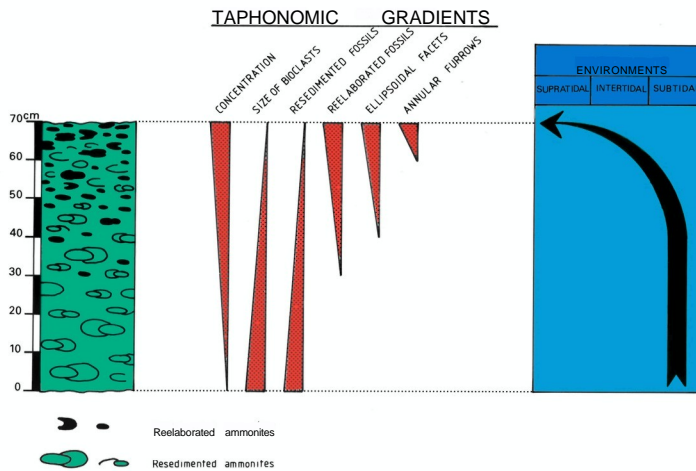 TAPHONOMIC GRADIENTS
CONCENTRATION
SIZE OF BIOCLASTS
RESEDIMENTED FOSSILS
REELABORATED FOSSILS
ELLIPSOIDAL FACETS
ANNULAR FURROWS
ENVIRONMENTS
SUPRATIDAL INTERTIDAL SUBTIDAL
70cm
60
50
40
30
20
10
0
Reelaborated ammonites
Resedimented ammonites